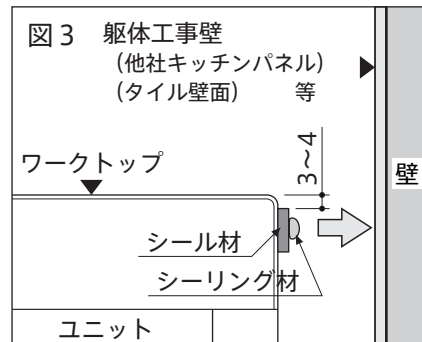 図3 躯体工事壁
(他社キッチンパネル)
(タイル壁面) 等
3~4
ワークトップ
壁
シール材
シーリング材
ユニット